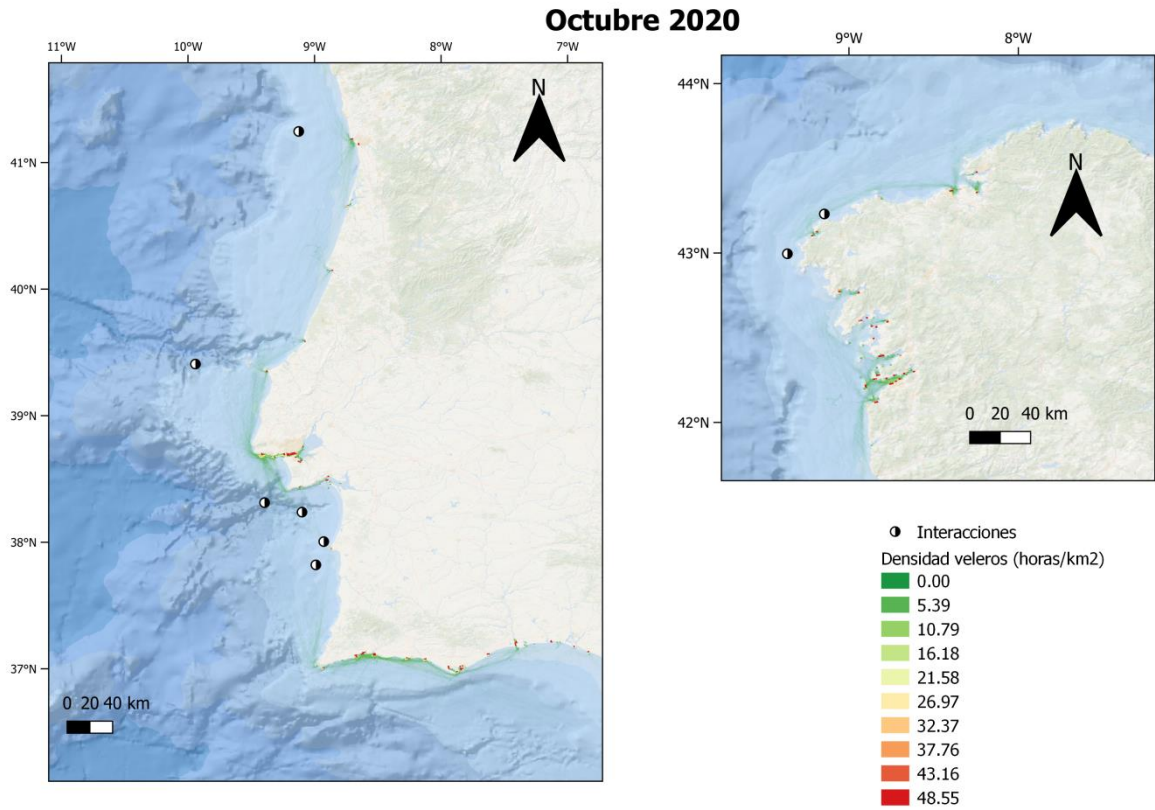 Octubre 2020
11°W 10°W 9°W 8°W 7°W
N
41°N
40°N
39°N
38°N
37°N
0 20 40 km
9°W 8°W
44°N
N
43°N
42°N
0 20 40 km
Interacciones
Densidad veleros (horas/km2)
0.00
5.39
10.79
16.18
21.58
26.97
32.37
37.76
43.16
48.55